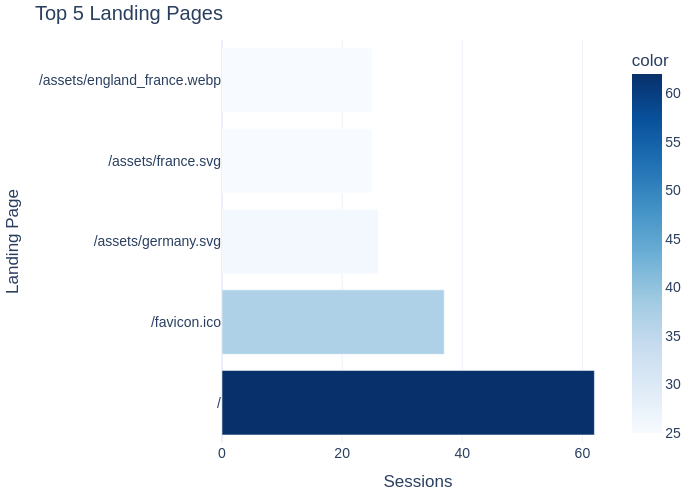 Top 5 Landing Pages
Landing Page
/assets/england_france.webp
/assets/france.svg
/assets/germany.svg
/favicon.ico
/
0
20
40
60
Sessions
color
60
55
50
45
40
35
30
25